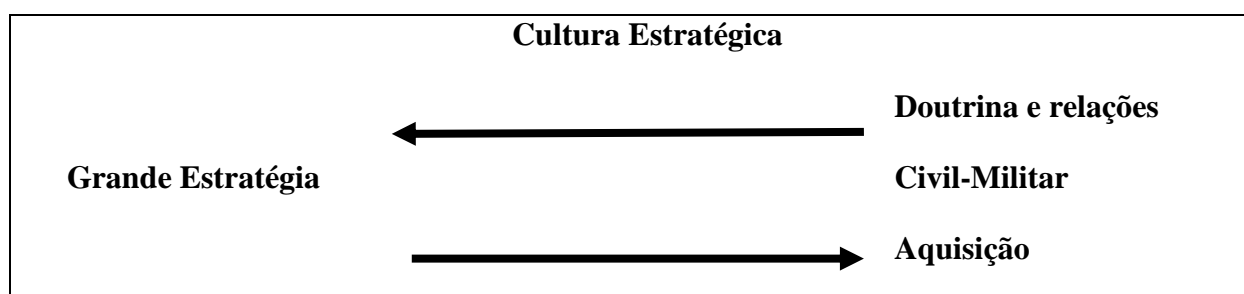 Cultura Estratégica
Doutrina e relações
Grande Estratégia
Civil-Militar
Aquisição